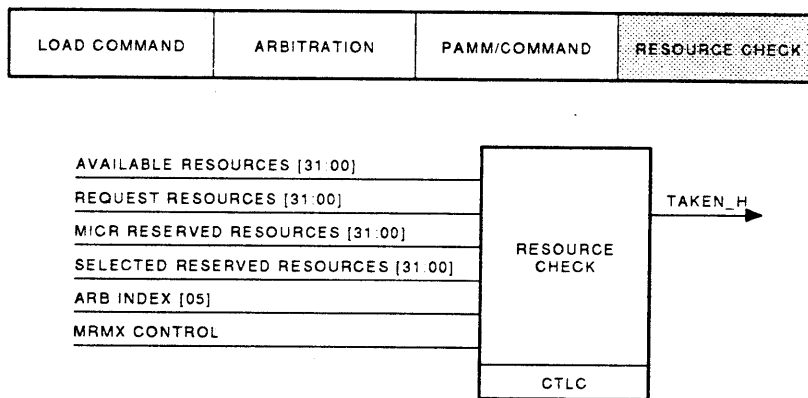 LOAD COMMAND ARBITRATION PAMM/COMMAND RESOURCE CHECK
AVAILABLE RESOURCES [31:00]
REQUEST RESOURCES [31:00]
TAKEN_H
MICR RESERVED RESOURCES [31:00]
RESOURCE
CHECK
SELECTED RESERVED RESOURCES [31:00]
ARB INDEX [05]
MRMX CONTROL
CTLC